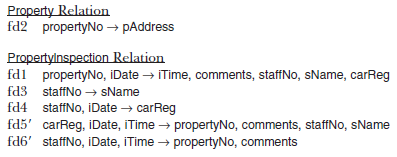 Property Relation
fd2 propertyNo → pAddress
PropertyInspection Relation
fd1 propertyNo, iDate → iTime, comments, staffNo, sName, carReg
fd3 staffNo → sName
fd4 staffNo, iDate → carReg
fd5′ carReg, iDate, iTime → propertyNo, comments, staffNo, sName
fd6′ staffNo, iDate, iTime → propertyNo, comments